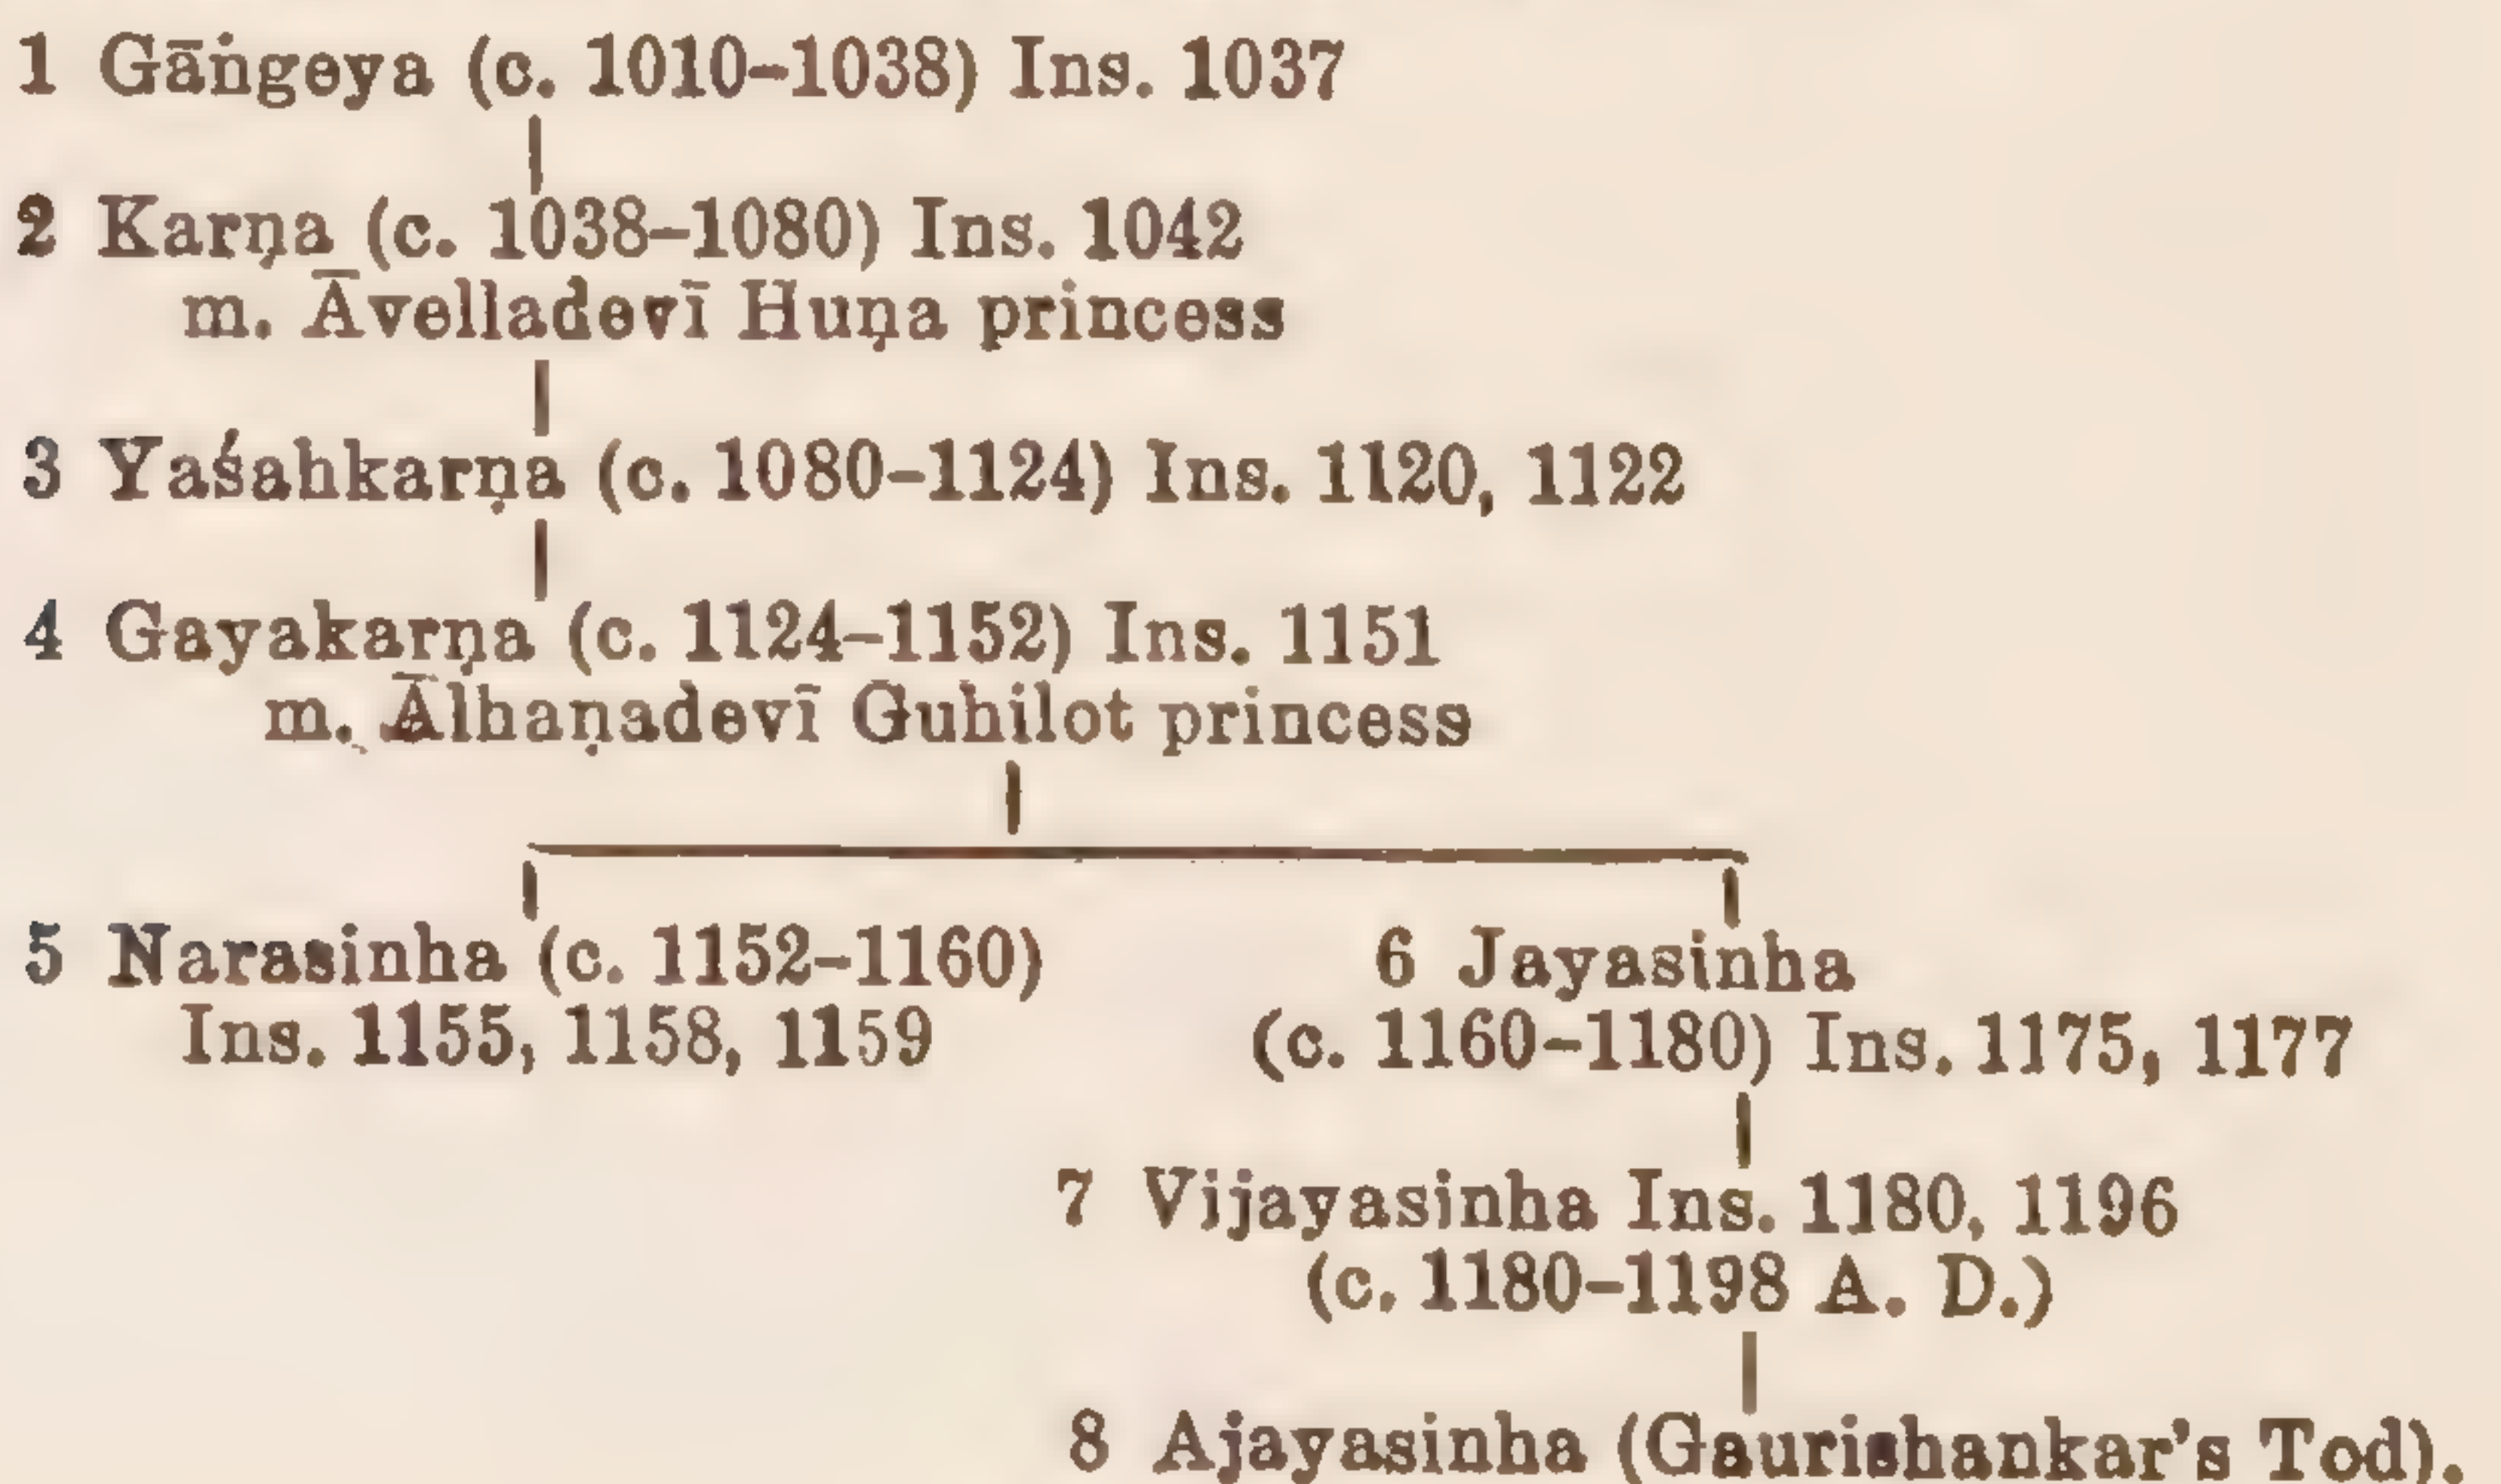 1 Gāṅgeya (c. 1010–1038) Ins. 1037
2 Karṇa (c. 1038–1080) Ins. 1042
m. Āvelladevī Huṇa princess
3 Yaśahkarṇa (c. 1080–1124) Ins. 1120, 1122
4 Gayakarṇa (c. 1124–1152) Ins. 1151
m. Ālhaṇadevī Guhilot princess
5 Narasinha (c. 1152–1160)
Ins. 1155, 1158, 1159
6 Jayasinha
(c. 1160–1180) Ins. 1175, 1177
7 Vijayasinha Ins. 1180, 1196
(c. 1180–1198 A. D.)
8 Ajayasinha (Gaurishankar's Tod).